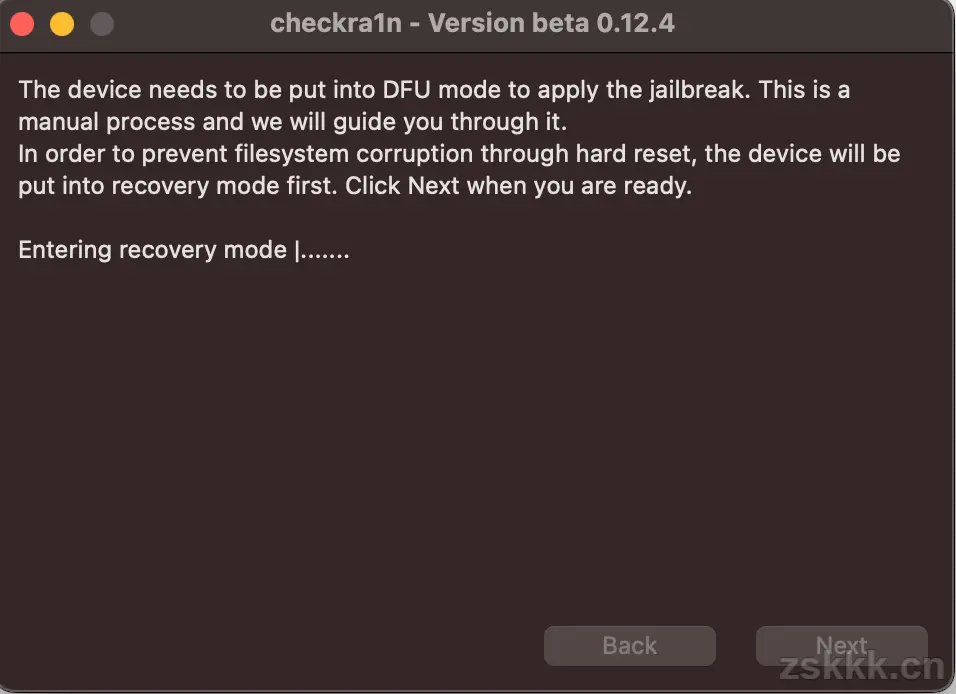 checkra1n - Version beta 0.12.4
The device needs to be put into DFU mode to apply the jailbreak. This is a
manual process and we will guide you through it.
In order to prevent filesystem corruption through hard reset, the device will be
put into recovery mode first. Click Next when you are ready.
Entering recovery mode |.......
Back
Next
zskkk.cn